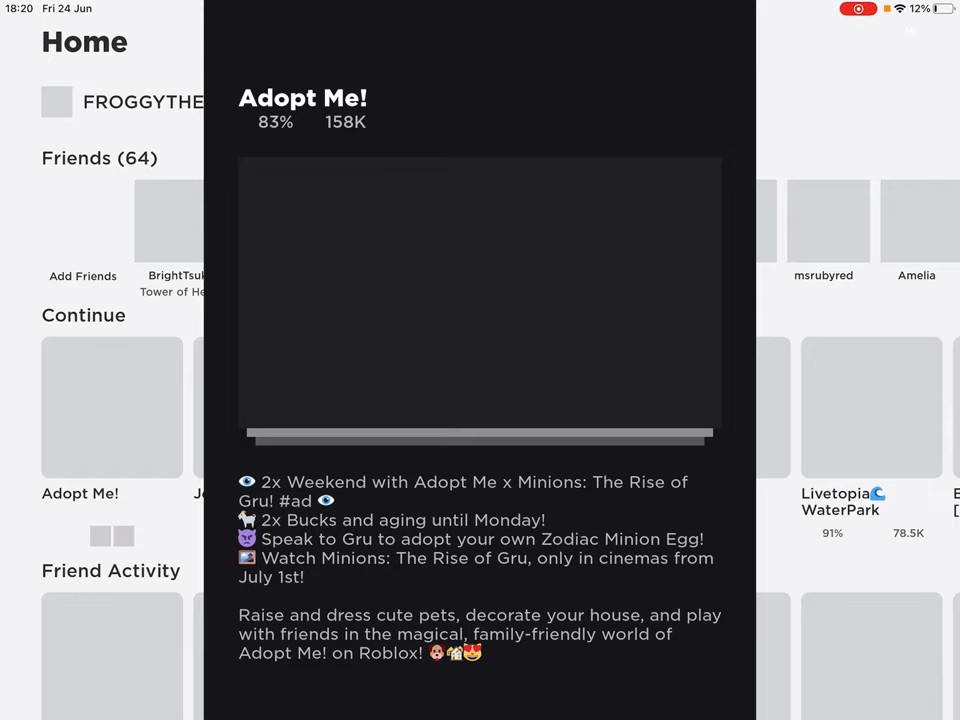 18:20 Fri 24 Jun
12%
Home
FROGGYTHE
Friends (64)
Add Friends
BrightTsuk
Tower of He
msrubyred
Amelia
Continue
Adopt Me!
Livetopia🌊
WaterPark
91% 78.5K
Friend Activity
Adopt Me!
83% 158K
👁 2x Weekend with Adopt Me x Minions: The Rise of
Gru! #ad 👁
🐐 2x Bucks and aging until Monday!
😈 Speak to Gru to adopt your own Zodiac Minion Egg!
🖼 Watch Minions: The Rise of Gru, only in cinemas from
July 1st!
Raise and dress cute pets, decorate your house, and play
with friends in the magical, family-friendly world of
Adopt Me! on Roblox! 🐶🏠😻